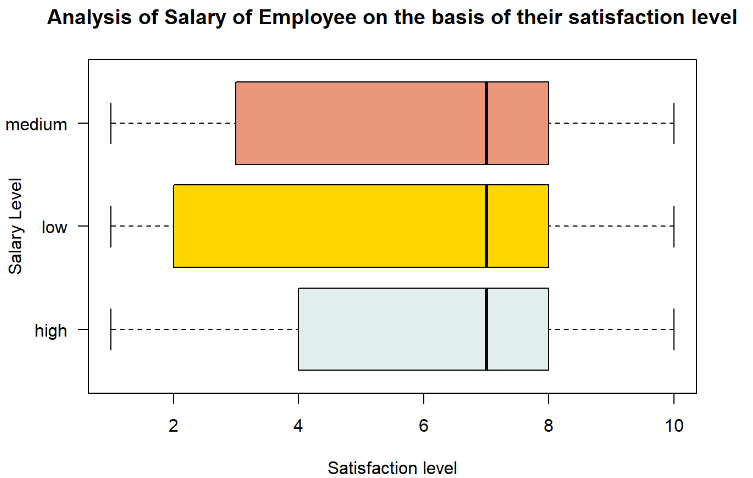 Analysis of Salary of Employee on the basis of their satisfaction level
medium
low
high
Salary Level
2 4 6 8 10
Satisfaction level